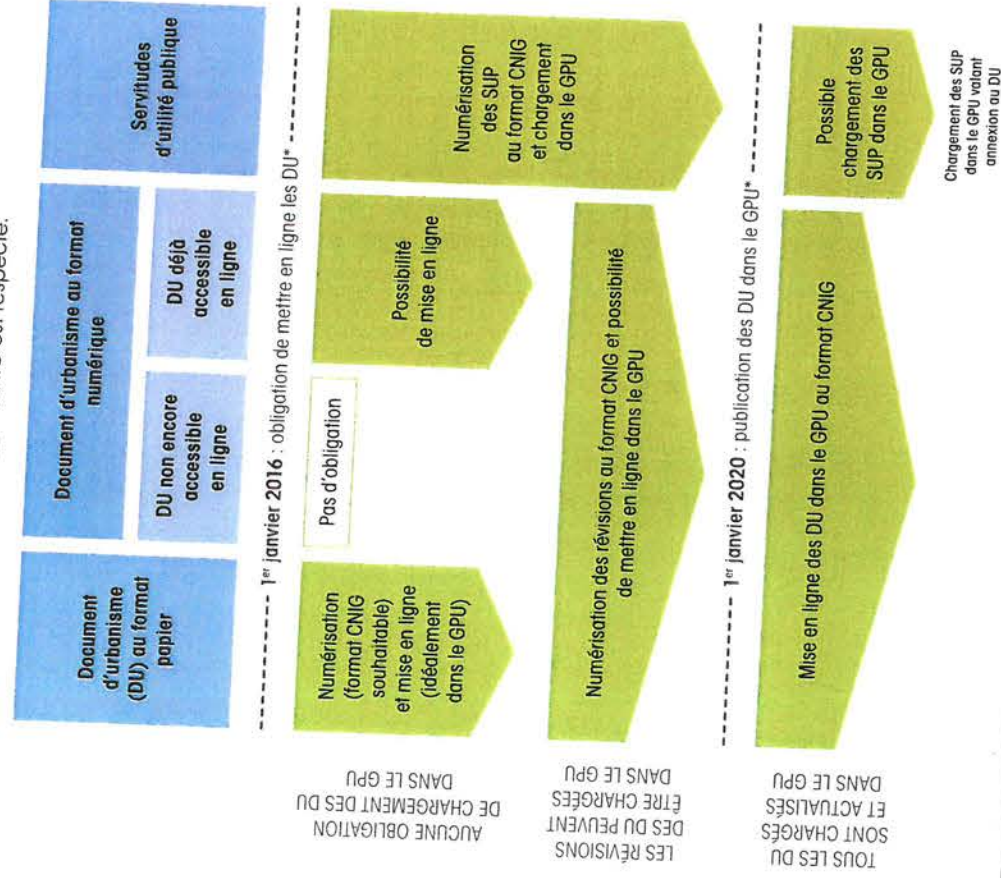 Document
d'urbanisme
(DU) au format
papier
Document d'urbanisme au format
numérique
DU non encore
accessible
en ligne
DU déjà
accessible
en ligne
Servitudes
d'utilité publique
1er janvier 2016 : obligation de mettre en ligne les DU*
AUCUNE OBLIGATION
DE CHARGEMENT DES DU
DANS LE GPU
Numérisation
(format CNIG
souhaitable)
et mise en ligne
(idéalement
dans le GPU)
Pas d'obligation
Possibilité
de mise en ligne
Numérisation
des SUP
au format CNIG
et chargement
dans le GPU
LES RÉVISIONS
DES DU PEUVENT
ÊTRE CHARGÉES
DANS LE GPU
Numérisation des révisions au format CNIG et possibilité
de mettre en ligne dans le GPU
1er janvier 2020 : publication des DU dans le GPU*
TOUS LES DU
SONT CHARGÉS
ET ACTUALISÉS
DANS LE GPU
Mise en ligne des DU dans le GPU au format CNIG
Possible
chargement des
SUP dans le GPU
Chargement des SUP
dans le GPU valant
annexion au DU